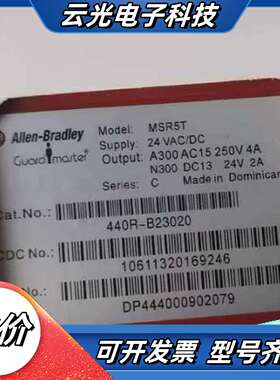 云光电子科技
Allen-Bradley
Guardmaster
Model: MSR5T
Supply: 24 VAC/DC
Output: A300 AC15 250V 4A
N300 DC13 24V 2A
Series: C Made in Dominican
Cat.No.:
440R-B23020
CDC No.:
10611320169246
No.:
DP444000902079
价
可开发票 型号齐